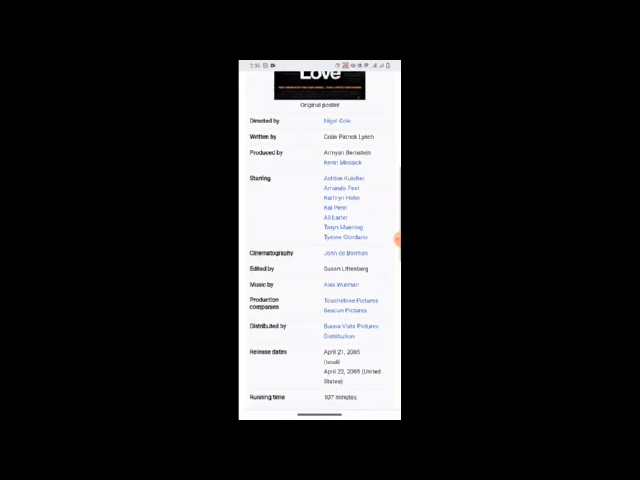 Love
Original poster
Directed by Nigel Cole
Written by Colin Patrick Lynch
Produced by Armyan Bernstein
Kevin Messick
Starring Ashton Kutcher
Amanda Peet
Kathryn Hahn
Kal Penn
Ali Larter
Taryn Manning
Tyrone Giordano
Cinematography John de Borman
Edited by Susan Littenberg
Music by Alex Wurman
Production Touchstone Pictures
companies Beacon Pictures
Distributed by Buena Vista Pictures
Distribution
Release dates April 21, 2005
(Israel)
April 22, 2005 (United
States)
Running time 107 minutes